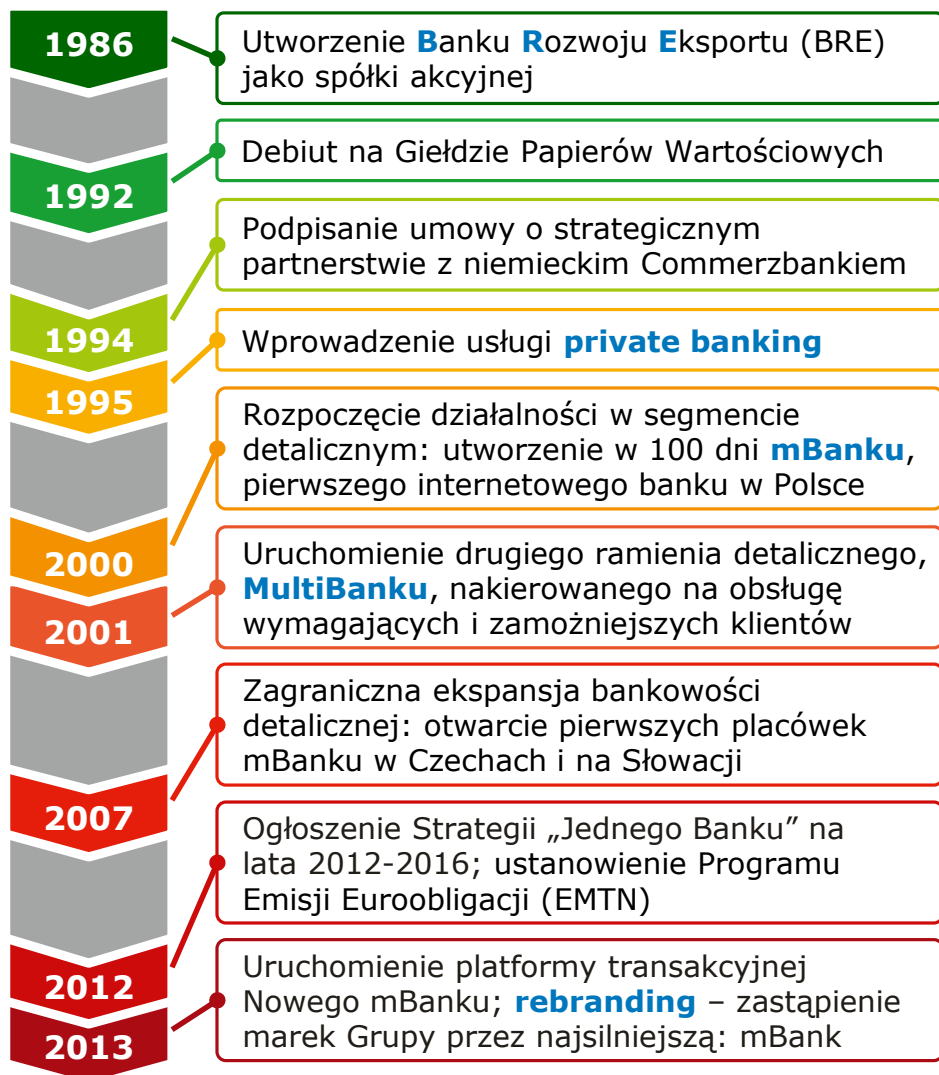 1986
Utworzenie Banku Rozwoju Eksportu (BRE)
jako spółki akcyjnej
1992
Debiut na Giełdzie Papierów Wartościowych
1994
Podpisanie umowy o strategicznym
partnerstwie z niemieckim Commerzbankiem
1995
Wprowadzenie usługi private banking
2000
Rozpoczęcie działalności w segmencie
detalicznym: utworzenie w 100 dni mBanku,
pierwszego internetowego banku w Polsce
2001
Uruchomienie drugiego ramienia detalicznego,
MultiBanku, nakierowanego na obsługę
wymagających i zamożniejszych klientów
2007
Zagraniczna ekspansja bankowości
detalicznej: otwarcie pierwszych placówek
mBanku w Czechach i na Słowacji
2012
Ogłoszenie Strategii „Jednego Banku” na
lata 2012-2016; ustanowienie Programu
Emisji Euroobligacji (EMTN)
2013
Uruchomienie platformy transakcyjnej
Nowego mBanku; rebranding – zastąpienie
marek Grupy przez najsilniejszą: mBank